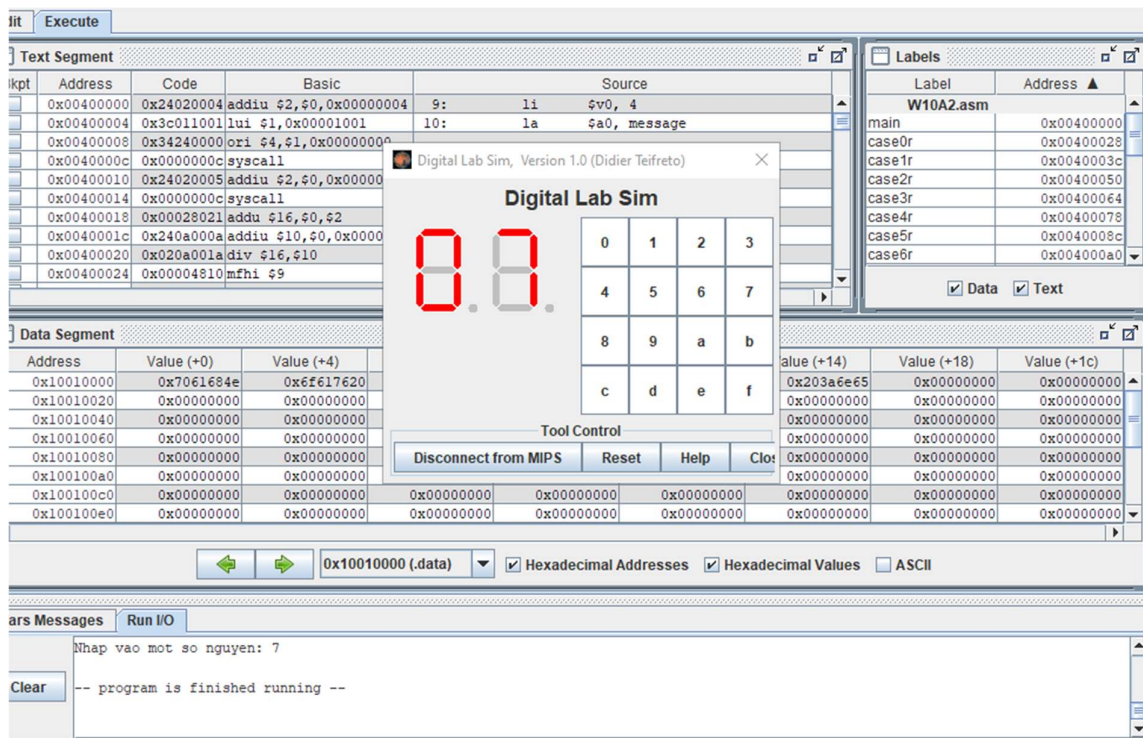 dit Execute
Text Segment
Bkpt Address Code Basic Source
0x00400000 0x24020004 addiu $2,$0,0x00000004 9: li $v0, 4
0x00400004 0x3c011001 lui $1,0x00001001 10: la $a0, message
0x00400008 0x34240000 ori $4,$1,0x00000000
0x0040000c 0x0000000c syscall
0x00400010 0x24020005 addiu $2,$0,0x00000
0x00400014 0x0000000c syscall
0x00400018 0x00028021 addu $16,$0,$2
0x0040001c 0x240a000a addiu $10,$0,0x0000
0x00400020 0x020a001a div $16,$10
0x00400024 0x00004810 mfhi $9
Labels
Label Address ▲
W10A2.asm
main 0x00400000
case0r 0x00400028
case1r 0x0040003c
case2r 0x00400050
case3r 0x00400064
case4r 0x00400078
case5r 0x0040008c
case6r 0x004000a0
Data Text
Digital Lab Sim, Version 1.0 (Didier Teifreto)
Digital Lab Sim
07
0 1 2 3
4 5 6 7
8 9 a b
c d e f
Tool Control
Disconnect from MIPS Reset Help Clos
Data Segment
Address Value (+0) Value (+4) alue (+14) Value (+18) Value (+1c)
0x10010000 0x7061684e 0x6f617620 0x203a6e65 0x00000000 0x00000000
0x10010020 0x00000000 0x00000000 0x00000000 0x00000000 0x00000000
0x10010040 0x00000000 0x00000000 0x00000000 0x00000000 0x00000000
0x10010060 0x00000000 0x00000000 0x00000000 0x00000000 0x00000000
0x10010080 0x00000000 0x00000000 0x00000000 0x00000000 0x00000000
0x100100a0 0x00000000 0x00000000 0x00000000 0x00000000 0x00000000
0x100100c0 0x00000000 0x00000000 0x00000000 0x00000000 0x00000000 0x00000000 0x00000000 0x00000000
0x100100e0 0x00000000 0x00000000 0x00000000 0x00000000 0x00000000 0x00000000 0x00000000 0x00000000
0x10010000 (.data) Hexadecimal Addresses Hexadecimal Values ASCII
ars Messages Run I/O
Nhap vao mot so nguyen: 7
-- program is finished running --
Clear